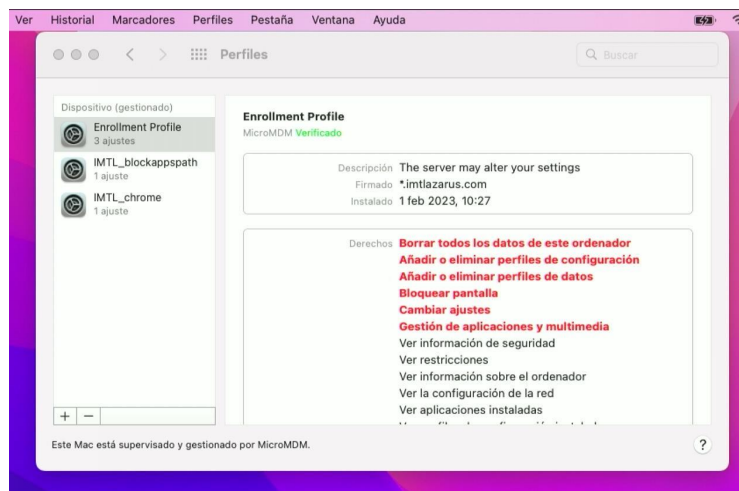 Ver Historial Marcadores Perfiles Pestaña Ventana Ayuda
Perfiles
Buscar
Dispositivo (gestionado)
Enrollment Profile
3 ajustes
IMTL_blockappspath
1 ajuste
IMTL_chrome
1 ajuste
Enrollment Profile
MicroMDM Verificado
Descripción The server may alter your settings
Firmado *.imtlazarus.com
Instalado 1 feb 2023, 10:27
Derechos Borrar todos los datos de este ordenador
Añadir o eliminar perfiles de configuración
Añadir o eliminar perfiles de datos
Bloquear pantalla
Cambiar ajustes
Gestión de aplicaciones y multimedia
Ver información de seguridad
Ver restricciones
Ver información sobre el ordenador
Ver la configuración de la red
Ver aplicaciones instaladas
+ −
Este Mac está supervisado y gestionado por MicroMDM.
?